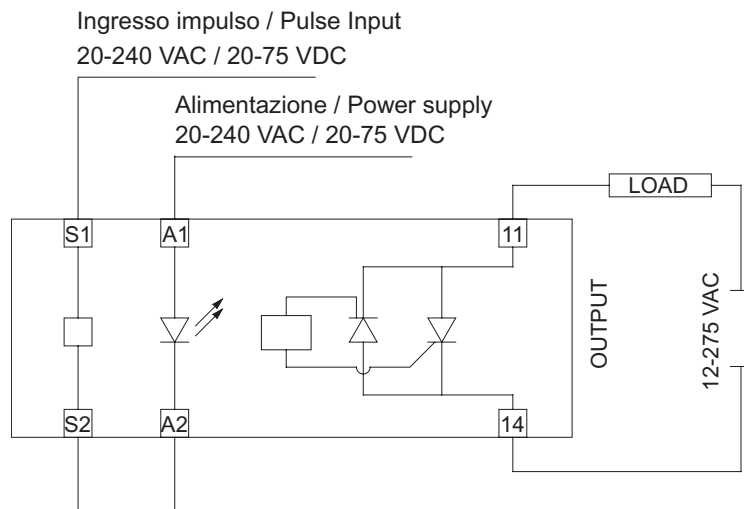 Ingresso impulso / Pulse Input
20-240 VAC / 20-75 VDC
Alimentazione / Power supply
20-240 VAC / 20-75 VDC
LOAD
S1
A1
11
OUTPUT
12-275 VAC
S2
A2
14